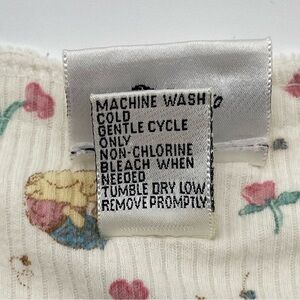 MACHINE WASH
COLD
GENTLE CYCLE
ONLY
NON-CHLORINE
BLEACH WHEN
NEEDED
TUMBLE DRY LOW
REMOVE PROMPTLY